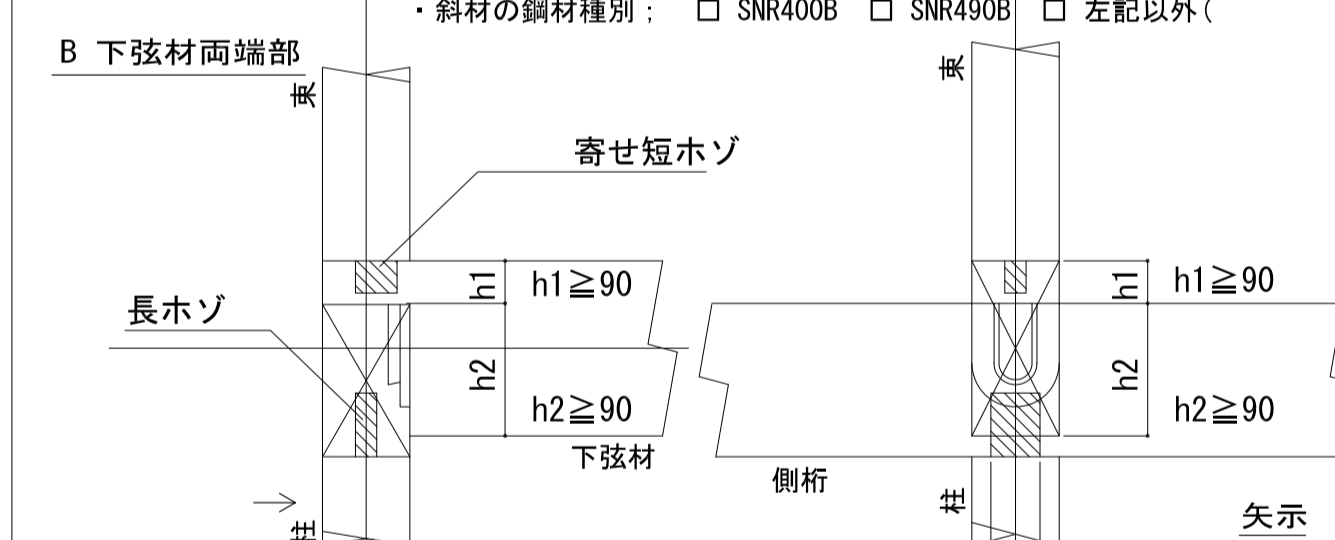 ・斜材の鋼材種別； □ SNR400B □ SNR490B □ 左記以外(
B 下弦材両端部
束
束
寄せ短ホゾ
h1
h1≧90
h1
h1≧90
長ホゾ
h2
h2≧90
h2
h2≧90
下弦材
側桁
柱
柱
矢示